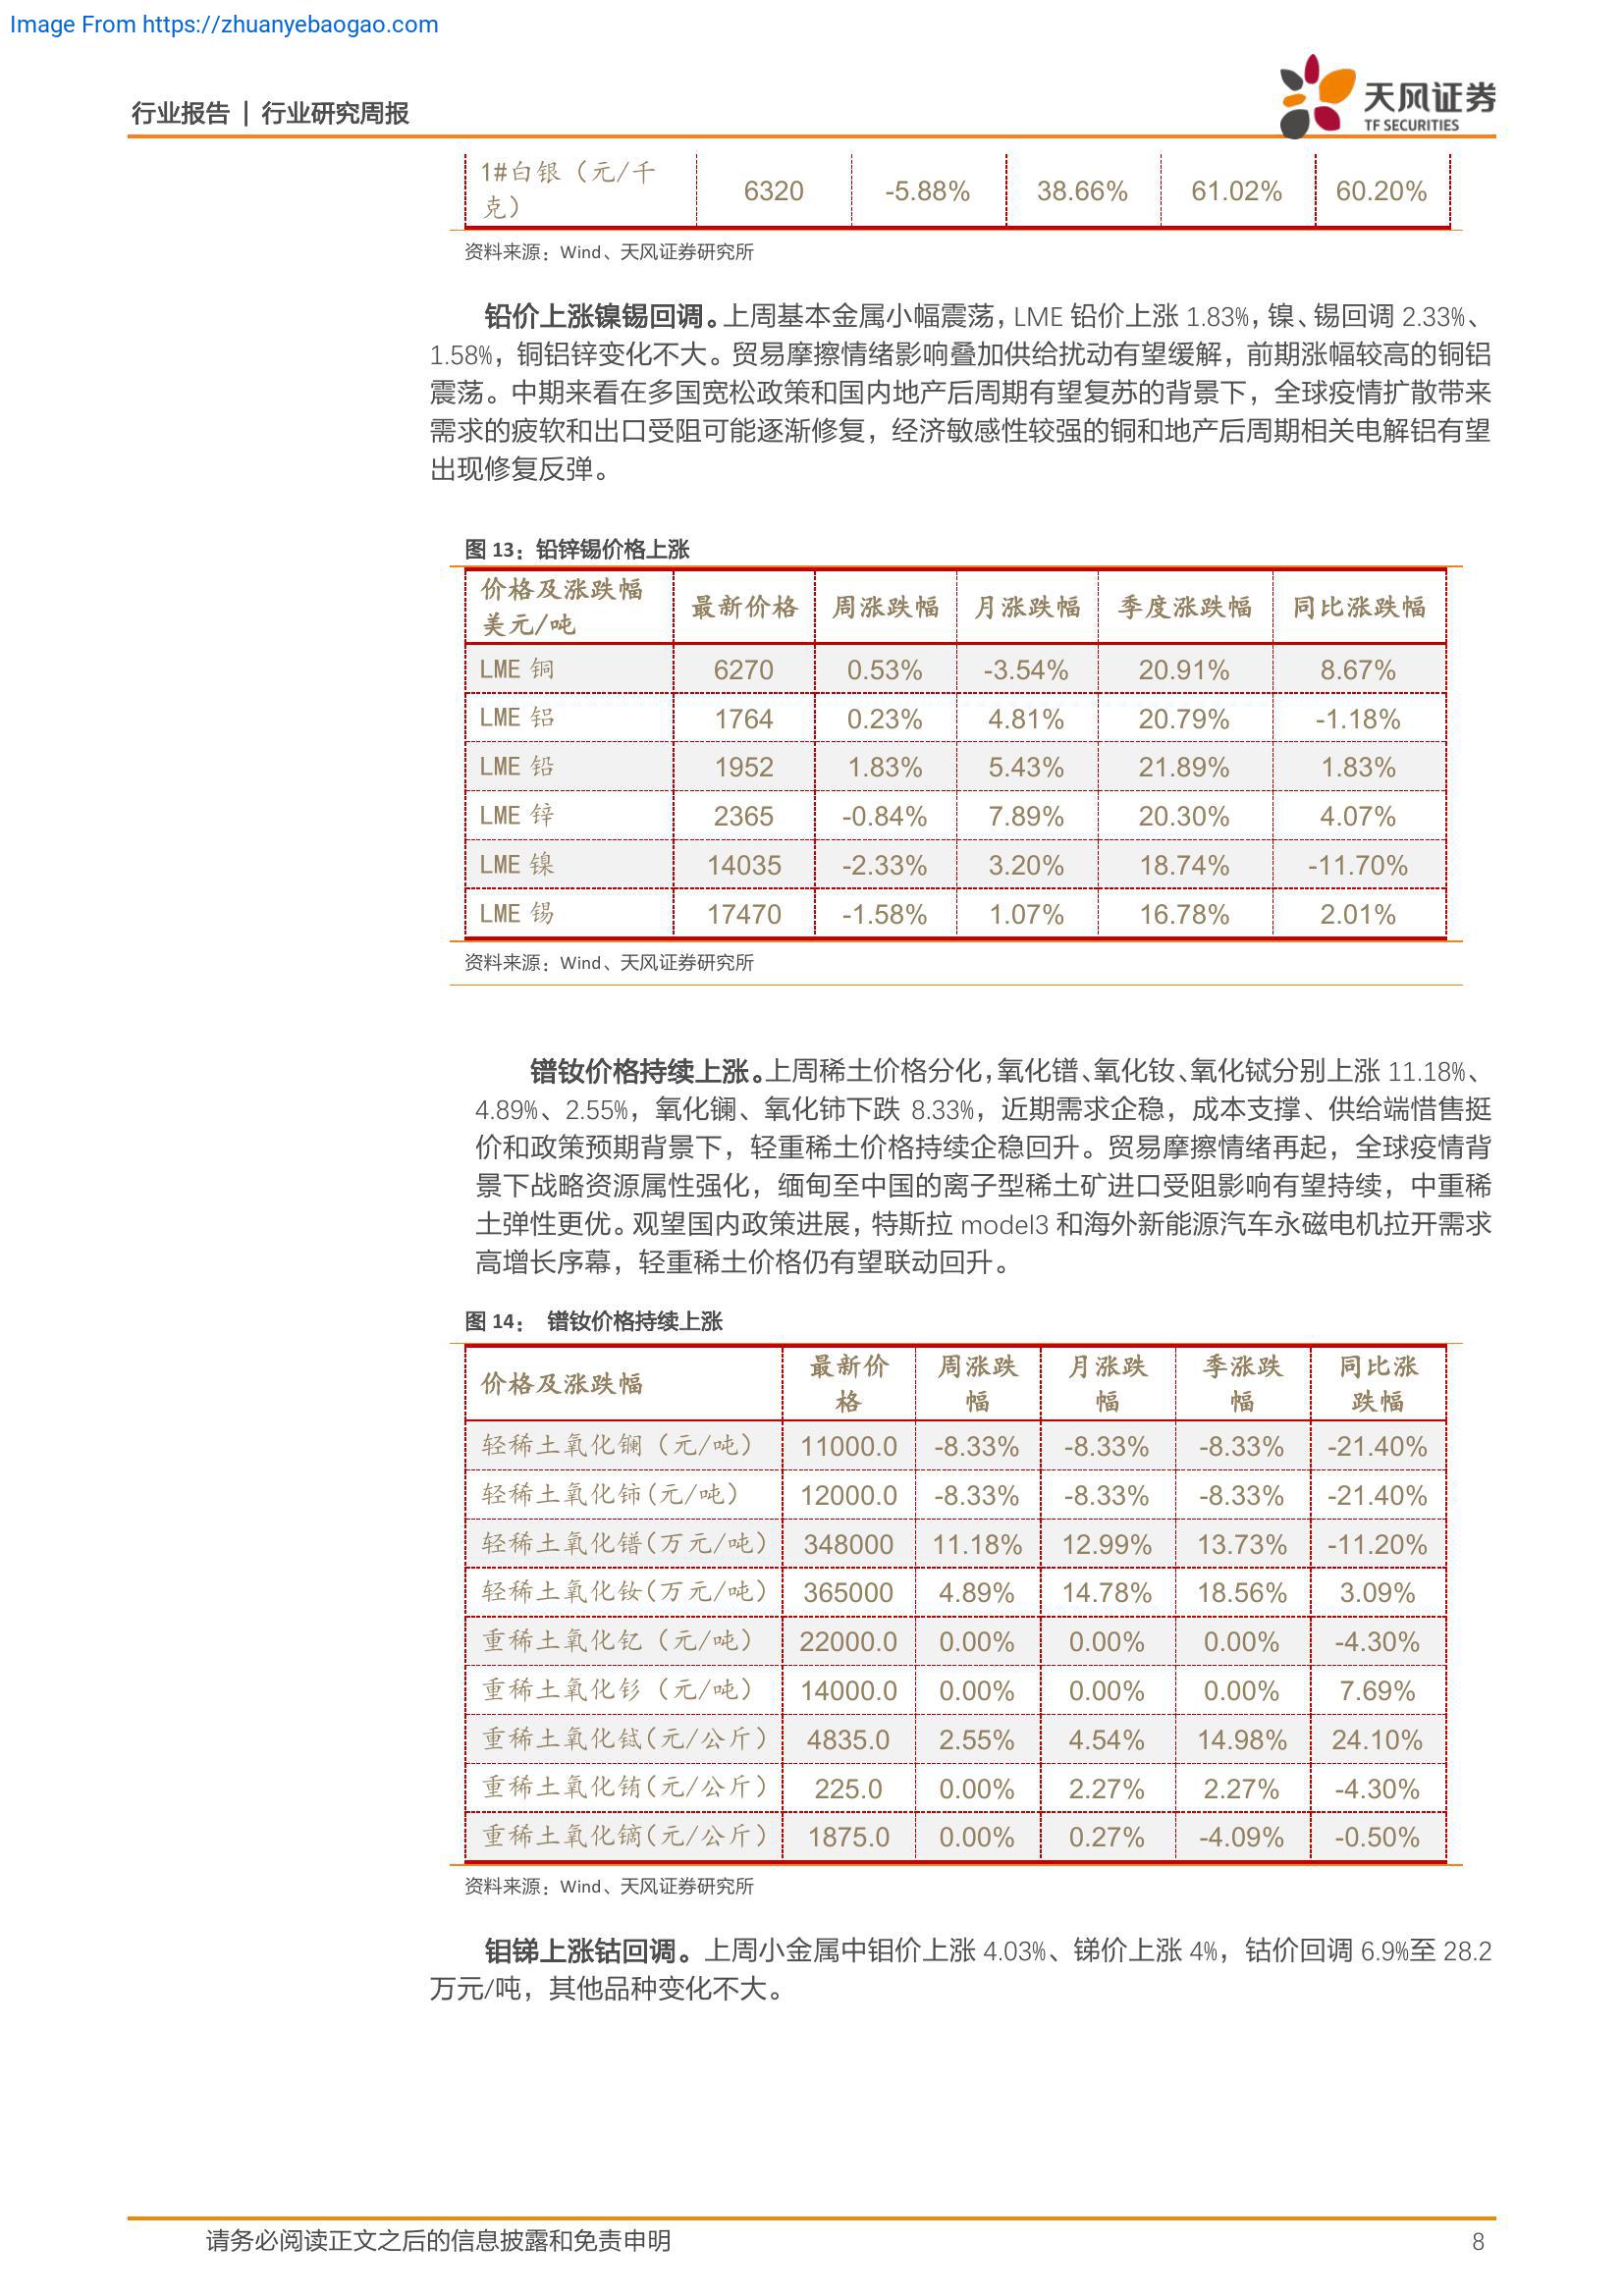 Image From https://zhuanyebaogao.com
行业报告 | 行业研究周报
天风证券
TF SECURITIES
1#白银（元/千克） 6320 -5.88% 38.66% 61.02% 60.20%
资料来源：Wind、天风证券研究所
铅价上涨镍锡回调。上周基本金属小幅震荡，LME 铅价上涨 1.83%，镍、锡回调 2.33%、
1.58%，铜铝锌变化不大。贸易摩擦情绪影响叠加供给扰动有望缓解，前期涨幅较高的铜铝
震荡。中期来看在多国宽松政策和国内地产后周期有望复苏的背景下，全球疫情扩散带来
需求的疲软和出口受阻可能逐渐修复，经济敏感性较强的铜和地产后周期相关电解铝有望
出现修复反弹。
图 13：铅锌锡价格上涨
价格及涨跌幅美元/吨 最新价格 周涨跌幅 月涨跌幅 季度涨跌幅 同比涨跌幅
LME 铜 6270 0.53% -3.54% 20.91% 8.67%
LME 铝 1764 0.23% 4.81% 20.79% -1.18%
LME 铅 1952 1.83% 5.43% 21.89% 1.83%
LME 锌 2365 -0.84% 7.89% 20.30% 4.07%
LME 镍 14035 -2.33% 3.20% 18.74% -11.70%
LME 锡 17470 -1.58% 1.07% 16.78% 2.01%
资料来源：Wind、天风证券研究所
镨钕价格持续上涨。上周稀土价格分化，氧化镨、氧化钕、氧化铽分别上涨 11.18%、
4.89%、2.55%，氧化镧、氧化铈下跌 8.33%，近期需求企稳，成本支撑、供给端惜售挺
价和政策预期背景下，轻重稀土价格持续企稳回升。贸易摩擦情绪再起，全球疫情背
景下战略资源属性强化，缅甸至中国的离子型稀土矿进口受阻影响有望持续，中重稀
土弹性更优。观望国内政策进展，特斯拉 model3 和海外新能源汽车永磁电机拉开需求
高增长序幕，轻重稀土价格仍有望联动回升。
图 14： 镨钕价格持续上涨
价格及涨跌幅 最新价格 周涨跌幅 月涨跌幅 季涨跌幅 同比涨跌幅
轻稀土氧化镧（元/吨） 11000.0 -8.33% -8.33% -8.33% -21.40%
轻稀土氧化铈(元/吨） 12000.0 -8.33% -8.33% -8.33% -21.40%
轻稀土氧化镨(万元/吨） 348000 11.18% 12.99% 13.73% -11.20%
轻稀土氧化钕(万元/吨） 365000 4.89% 14.78% 18.56% 3.09%
重稀土氧化钇（元/吨） 22000.0 0.00% 0.00% 0.00% -4.30%
重稀土氧化钐（元/吨） 14000.0 0.00% 0.00% 0.00% 7.69%
重稀土氧化铽(元/公斤） 4835.0 2.55% 4.54% 14.98% 24.10%
重稀土氧化铕(元/公斤） 225.0 0.00% 2.27% 2.27% -4.30%
重稀土氧化镝(元/公斤） 1875.0 0.00% 0.27% -4.09% -0.50%
资料来源：Wind、天风证券研究所
钼锑上涨钴回调。上周小金属中钼价上涨 4.03%、锑价上涨 4%，钴价回调 6.9%至 28.2
万元/吨，其他品种变化不大。
请务必阅读正文之后的信息披露和免责申明 8